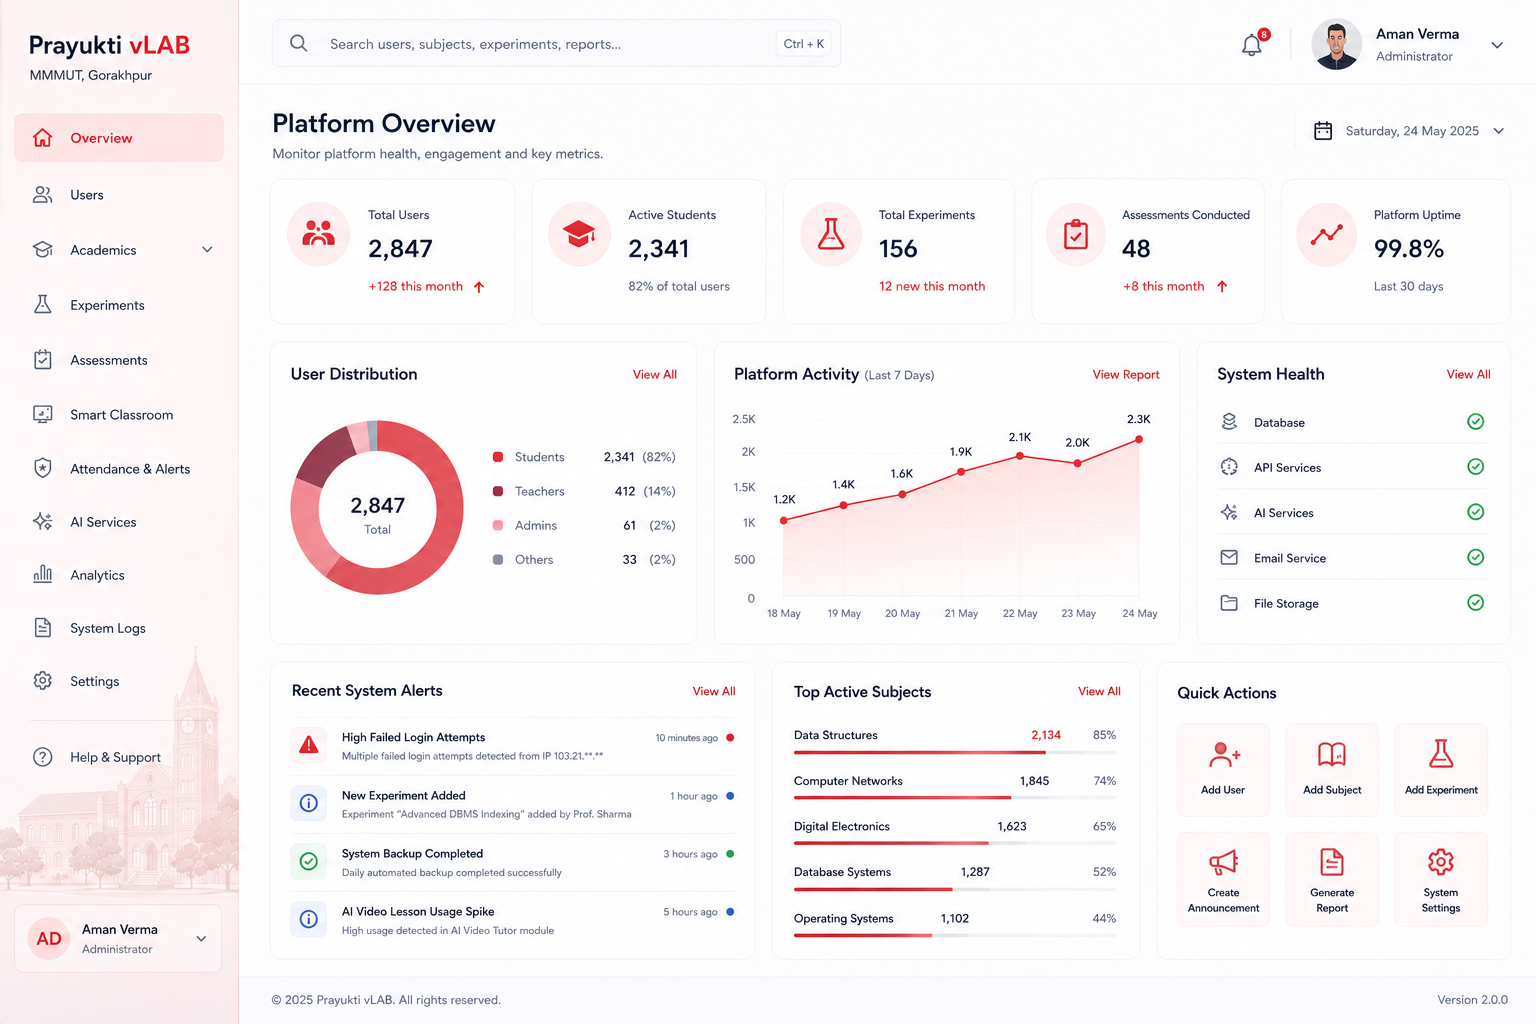 Prayukti vLAB
MMMUT, Gorakhpur
Overview
Users
Academics
Experiments
Assessments
Smart Classroom
Attendance & Alerts
AI Services
Analytics
System Logs
Settings
Help & Support
AD
Aman Verma
Administrator
Search users, subjects, experiments, reports...
Ctrl + K
8
Aman Verma
Administrator
Platform Overview
Monitor platform health, engagement and key metrics.
Saturday, 24 May 2025
Total Users
2,847
+128 this month
Active Students
2,341
82% of total users
Total Experiments
156
12 new this month
Assessments Conducted
48
+8 this month
Platform Uptime
99.8%
Last 30 days
User Distribution
View All
2,847
Total
Students 2,341 (82%)
Teachers 412 (14%)
Admins 61 (2%)
Others 33 (2%)
Platform Activity (Last 7 Days)
View Report
2.5K
2K
1.5K
1K
500
0
1.2K
1.4K
1.6K
1.9K
2.1K
2.0K
2.3K
18 May
19 May
20 May
21 May
22 May
23 May
24 May
System Health
View All
Database
API Services
AI Services
Email Service
File Storage
Recent System Alerts
View All
High Failed Login Attempts
10 minutes ago
Multiple failed login attempts detected from IP 103.21.**.**
New Experiment Added
1 hour ago
Experiment "Advanced DBMS Indexing" added by Prof. Sharma
System Backup Completed
3 hours ago
Daily automated backup completed successfully
AI Video Lesson Usage Spike
5 hours ago
High usage detected in AI Video Tutor module
Top Active Subjects
View All
Data Structures 2,134 85%
Computer Networks 1,845 74%
Digital Electronics 1,623 65%
Database Systems 1,287 52%
Operating Systems 1,102 44%
Quick Actions
Add User
Add Subject
Add Experiment
Create
Announcement
Generate
Report
System
Settings
© 2025 Prayukti vLAB. All rights reserved.
Version 2.0.0